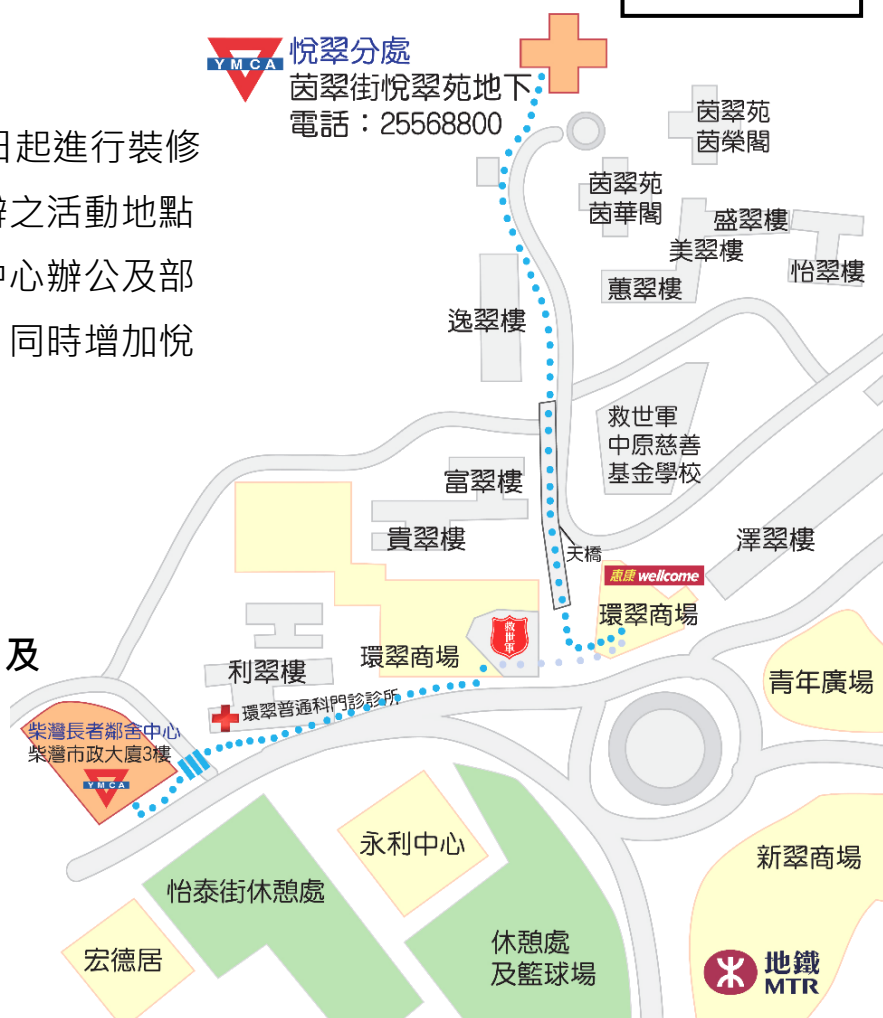 YMCA
悅翠分處
茵翠街悅翠苑地下
電話：25568800
日起進行裝修
辦之活動地點
中心辦公及部
同時增加悅
及
茵翠苑
茵榮閣
茵翠苑
茵華閣
盛翠樓
美翠樓
怡翠樓
蕙翠樓
逸翠樓
救世軍
中原慈善
基金學校
富翠樓
貴翠樓
天橋
澤翠樓
惠康 wellcome
環翠商場
救世軍
環翠商場
利翠樓
環翠普通科門診診所
青年廣場
柴灣長者鄰舍中心
柴灣市政大廈3樓
YMCA
永利中心
新翠商場
怡泰街休憩處
宏德居
休憩處
及籃球場
地鐵
MTR